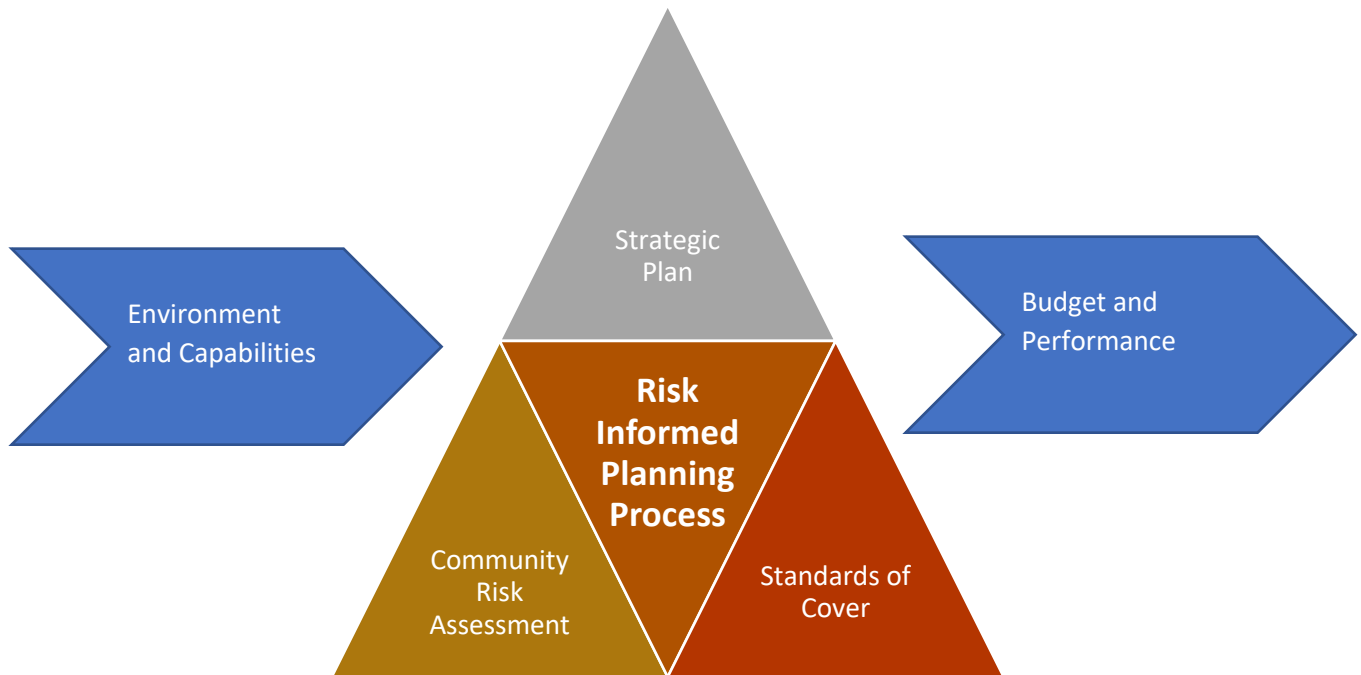 Strategic
Plan
Environment
and Capabilities
Budget and
Performance
Risk
Informed
Planning
Process
Community
Risk
Assessment
Standards of
Cover